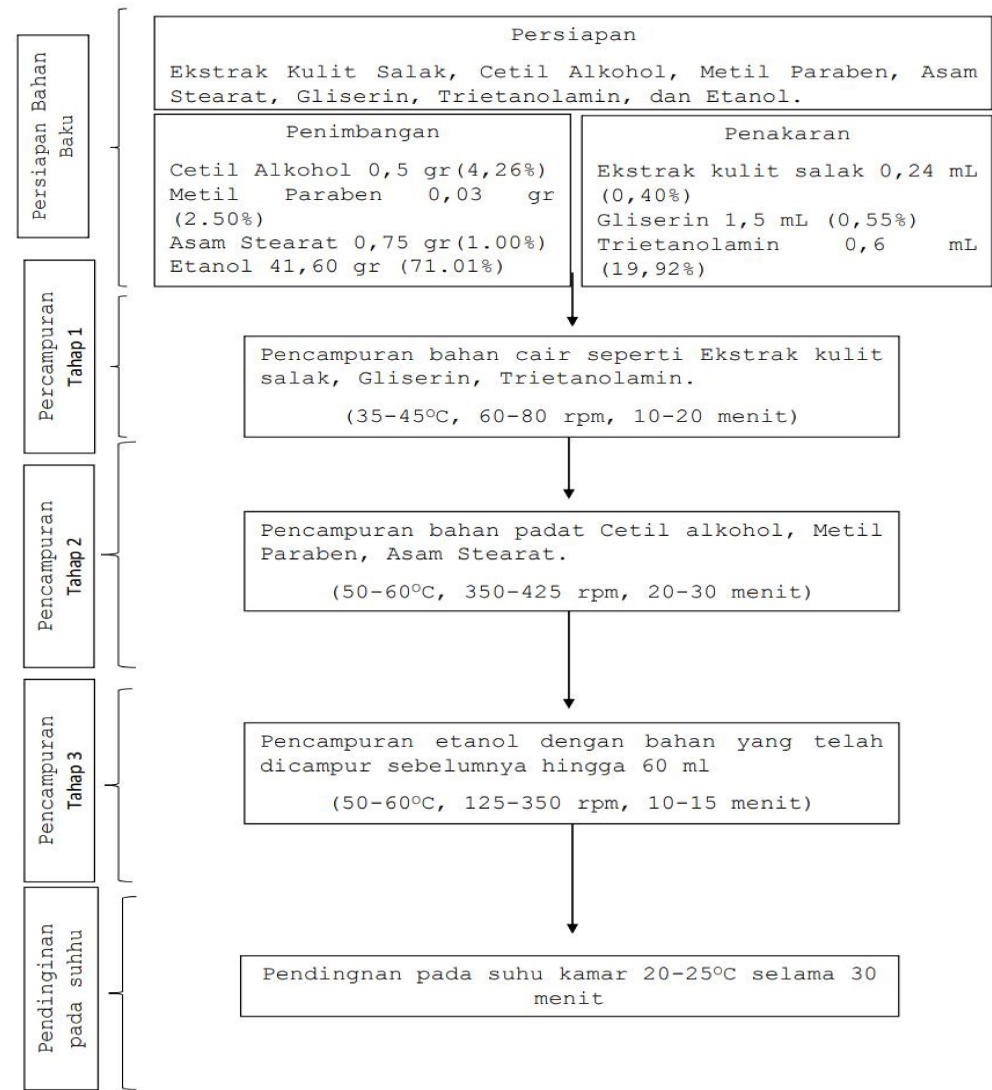 Persiapan Bahan
Baku
Persiapan
Ekstrak Kulit Salak, Cetil Alkohol, Metil Paraben, Asam
Stearat, Gliserin, Trietanolamin, dan Etanol.
Penimbangan
Cetil Alkohol 0,5 gr(4,26%)
Metil Paraben 0,03 gr
(2.50%)
Asam Stearat 0,75 gr(1.00%)
Etanol 41,60 gr (71.01%)
Penakaran
Ekstrak kulit salak 0,24 mL
(0,40%)
Gliserin 1,5 mL (0,55%)
Trietanolamin 0,6 mL
(19,92%)
Percampuran
Tahap 1
Pencampuran bahan cair seperti Ekstrak kulit
salak, Gliserin, Trietanolamin.
(35-45°C, 60-80 rpm, 10-20 menit)
Pencampuran
Tahap 2
Pencampuran bahan padat Cetil alkohol, Metil
Paraben, Asam Stearat.
(50-60°C, 350-425 rpm, 20-30 menit)
Pencampuran
Tahap 3
Pencampuran etanol dengan bahan yang telah
dicampur sebelumnya hingga 60 ml
(50-60°C, 125-350 rpm, 10-15 menit)
Pendinginan
pada suhhu
Pendingnan pada suhu kamar 20-25°C selama 30
menit